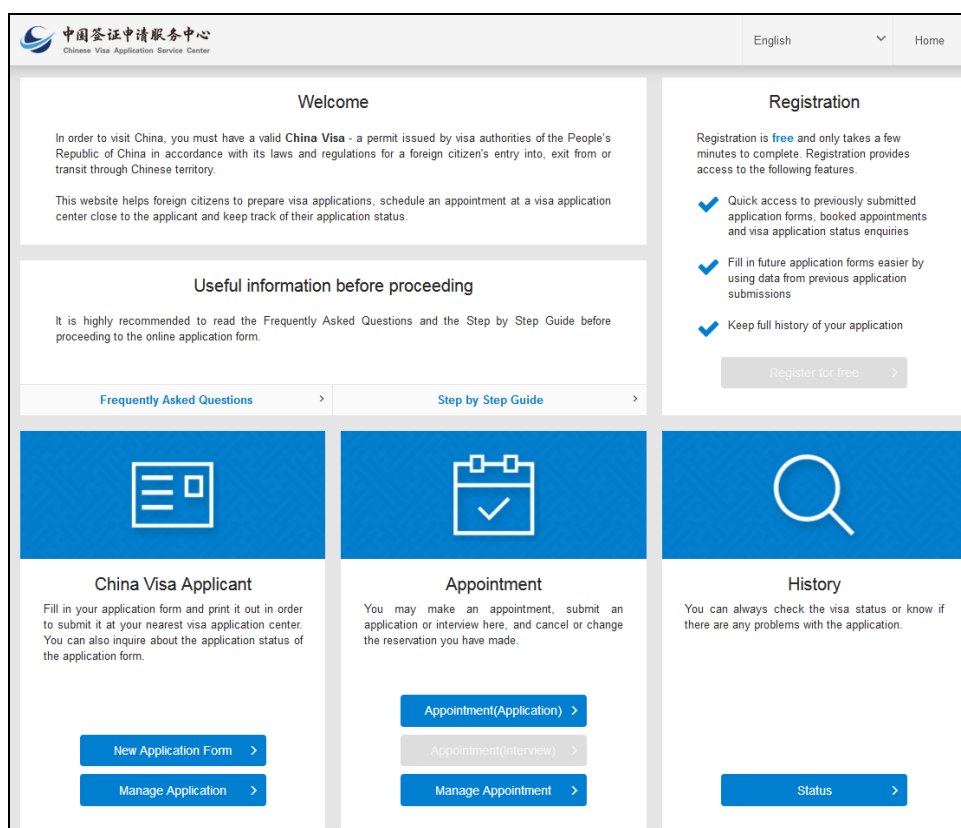 中国签证申请服务中心
Chinese Visa Application Service Center
English
Home
Welcome
In order to visit China, you must have a valid China Visa - a permit issued by visa authorities of the People's
Republic of China in accordance with its laws and regulations for a foreign citizen's entry into, exit from or
transit through Chinese territory.
This website helps foreign citizens to prepare visa applications, schedule an appointment at a visa application
center close to the applicant and keep track of their application status.
Registration
Registration is free and only takes a few
minutes to complete. Registration provides
access to the following features.
Quick access to previously submitted
application forms, booked appointments
and visa application status enquiries
Fill in future application forms easier by
using data from previous application
submissions
Keep full history of your application
Register for free
Useful information before proceeding
It is highly recommended to read the Frequently Asked Questions and the Step by Step Guide before
proceeding to the online application form.
Frequently Asked Questions
Step by Step Guide
China Visa Applicant
Fill in your application form and print it out in order
to submit it at your nearest visa application center.
You can also inquire about the application status of
the application form.
New Application Form
Manage Application
Appointment
You may make an appointment, submit an
application or interview here, and cancel or change
the reservation you have made.
Appointment(Application)
Appointment(Interview)
Manage Appointment
History
You can always check the visa status or know if
there are any problems with the application.
Status